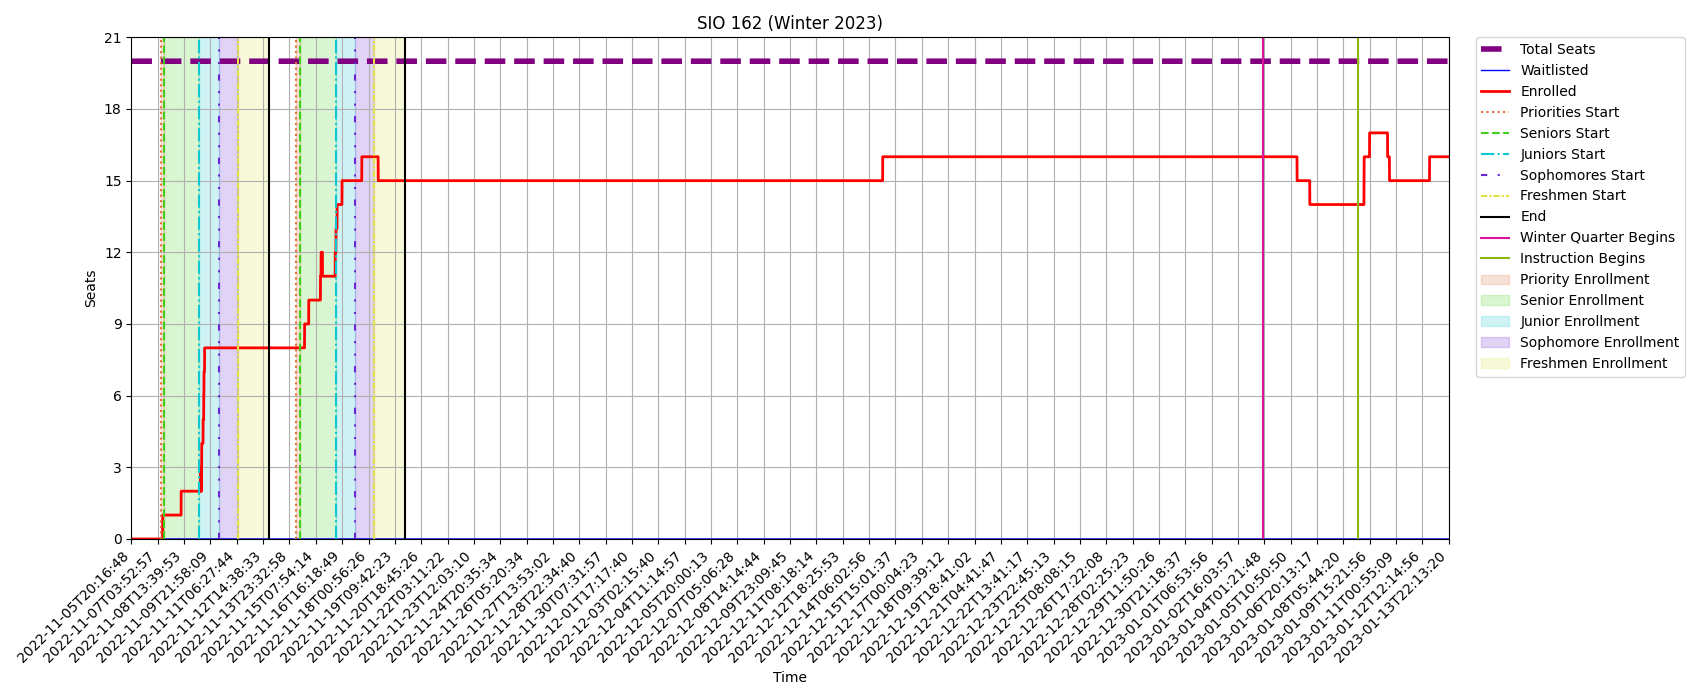 SIO 162 (Winter 2023)
Seats
21
18
15
12
9
6
3
0
2022-11-05T20:16:48
2022-11-07T03:52:57
2022-11-08T13:39:53
2022-11-09T21:58:09
2022-11-11T06:27:44
2022-11-12T14:38:33
2022-11-13T23:32:58
2022-11-15T07:54:14
2022-11-16T16:18:49
2022-11-18T00:56:26
2022-11-19T09:42:23
2022-11-20T18:45:26
2022-11-22T03:11:22
2022-11-23T12:03:10
2022-11-24T20:35:34
2022-11-26T05:20:34
2022-11-27T13:53:02
2022-11-28T22:34:40
2022-11-30T07:31:57
2022-12-01T17:17:40
2022-12-03T02:15:40
2022-12-04T11:14:57
2022-12-05T20:00:13
2022-12-07T05:06:28
2022-12-08T14:14:44
2022-12-09T23:09:45
2022-12-11T08:18:14
2022-12-12T18:25:53
2022-12-14T06:02:56
2022-12-15T15:01:37
2022-12-17T00:04:23
2022-12-18T09:39:12
2022-12-19T18:41:02
2022-12-21T04:41:47
2022-12-22T13:41:17
2022-12-23T22:45:13
2022-12-25T08:08:15
2022-12-26T17:22:08
2022-12-28T02:25:23
2022-12-29T11:50:26
2022-12-30T21:18:37
2023-01-01T06:53:56
2023-01-02T16:03:57
2023-01-04T01:21:48
2023-01-05T10:50:50
2023-01-06T20:13:17
2023-01-08T05:44:20
2023-01-09T15:21:56
2023-01-11T00:55:09
2023-01-12T12:14:56
2023-01-13T22:13:20
Time
Total Seats
Waitlisted
Enrolled
Priorities Start
Seniors Start
Juniors Start
Sophomores Start
Freshmen Start
End
Winter Quarter Begins
Instruction Begins
Priority Enrollment
Senior Enrollment
Junior Enrollment
Sophomore Enrollment
Freshmen Enrollment